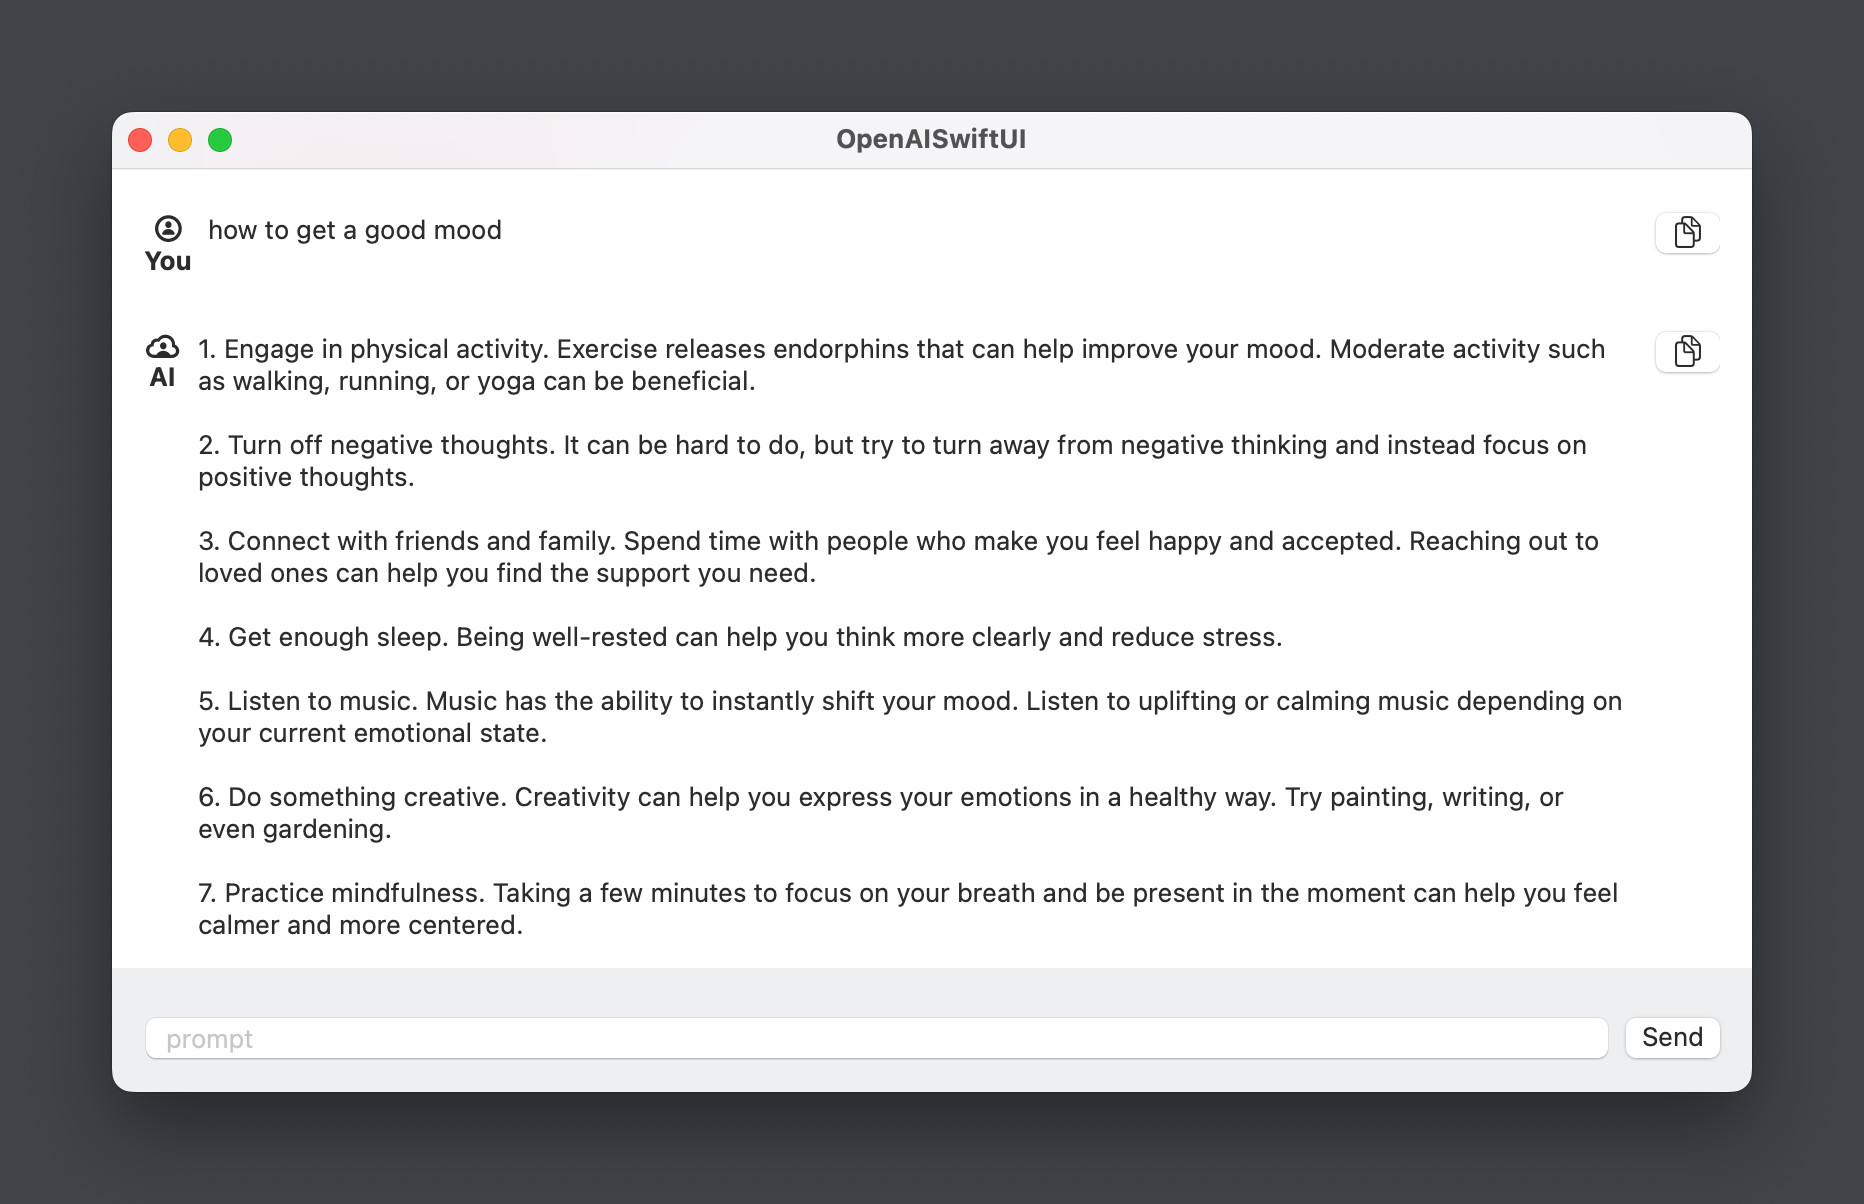 OpenAISwiftUI
how to get a good mood
You
1. Engage in physical activity. Exercise releases endorphins that can help improve your mood. Moderate activity such
AI
as walking, running, or yoga can be beneficial.
2. Turn off negative thoughts. It can be hard to do, but try to turn away from negative thinking and instead focus on
positive thoughts.
3. Connect with friends and family. Spend time with people who make you feel happy and accepted. Reaching out to
loved ones can help you find the support you need.
4. Get enough sleep. Being well-rested can help you think more clearly and reduce stress.
5. Listen to music. Music has the ability to instantly shift your mood. Listen to uplifting or calming music depending on
your current emotional state.
6. Do something creative. Creativity can help you express your emotions in a healthy way. Try painting, writing, or
even gardening.
7. Practice mindfulness. Taking a few minutes to focus on your breath and be present in the moment can help you feel
calmer and more centered.
prompt
Send